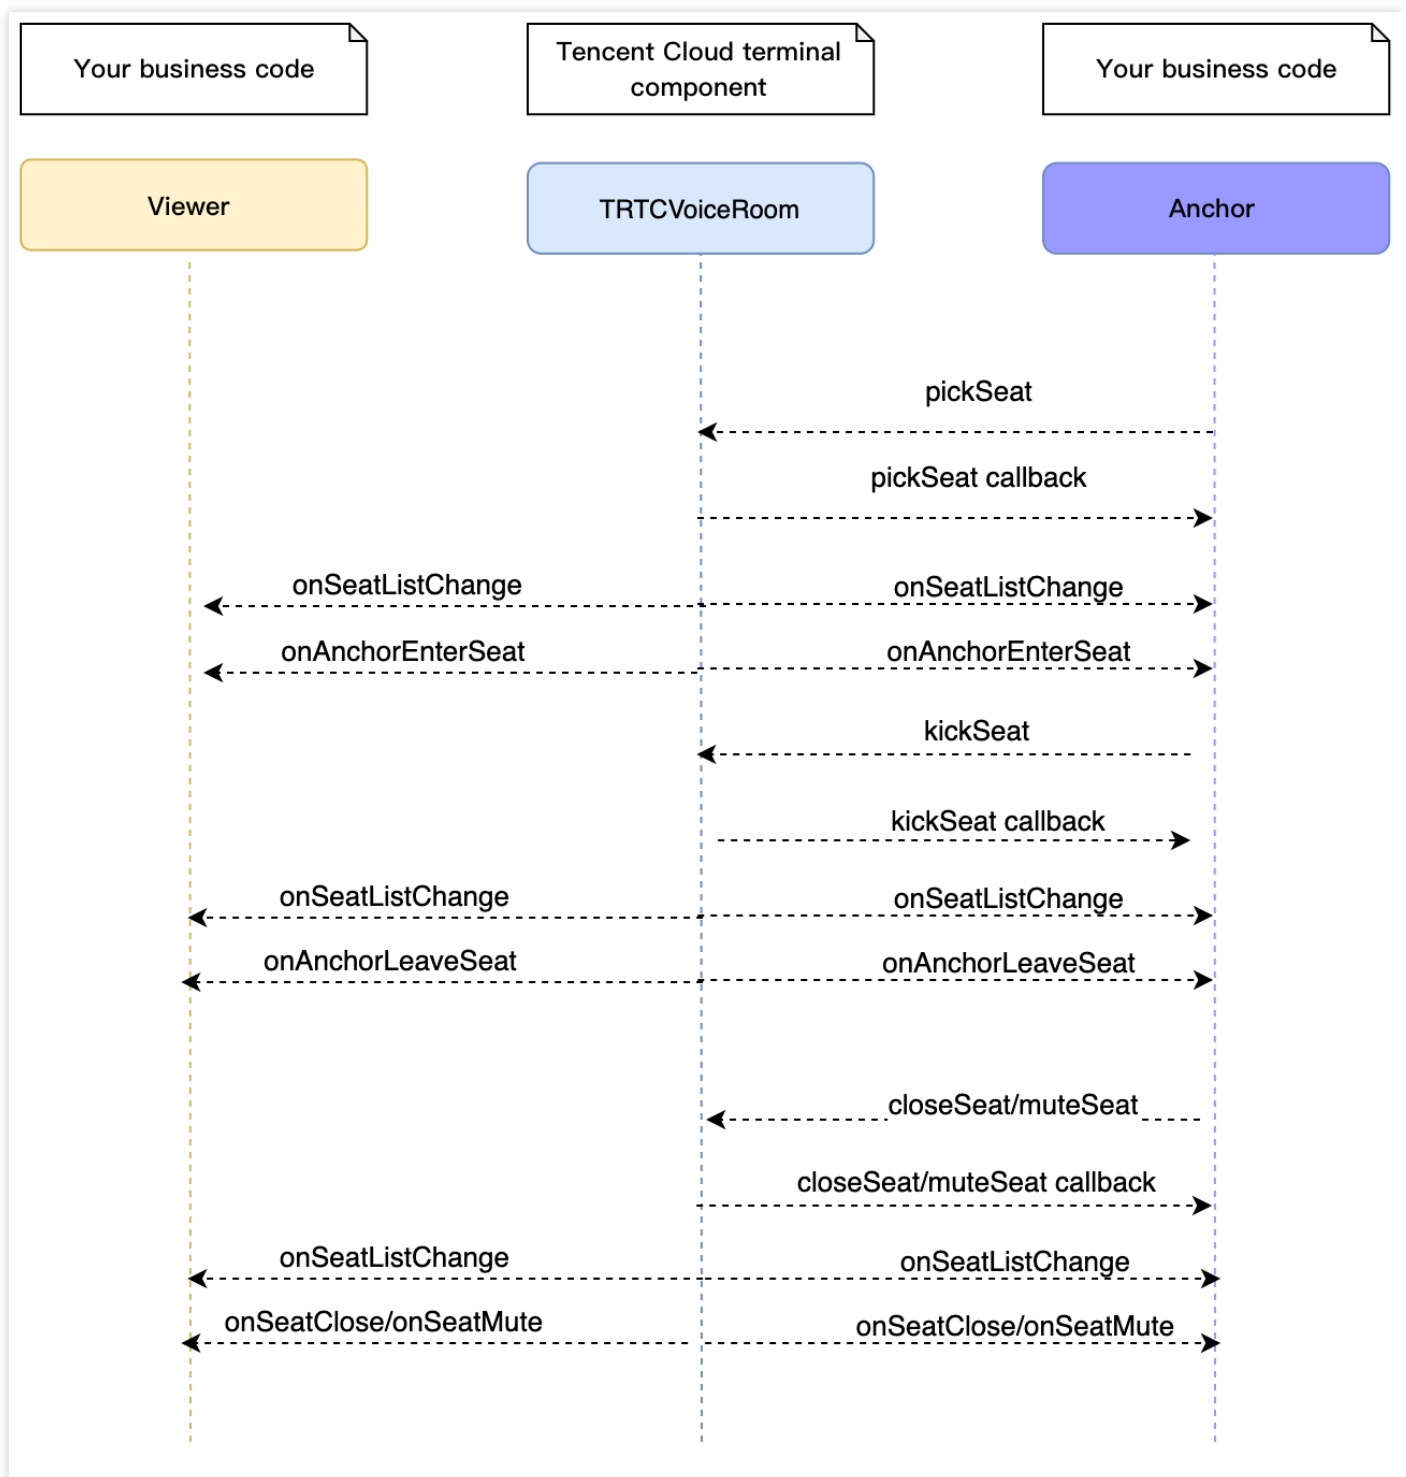 Your business code
Tencent Cloud terminal
component
Your business code
Viewer
TRTCVoiceRoom
Anchor
pickSeat
pickSeat callback
onSeatListChange
onSeatListChange
onAnchorEnterSeat
onAnchorEnterSeat
kickSeat
kickSeat callback
onSeatListChange
onSeatListChange
onAnchorLeaveSeat
onAnchorLeaveSeat
closeSeat/muteSeat
closeSeat/muteSeat callback
onSeatListChange
onSeatListChange
onSeatClose/onSeatMute
onSeatClose/onSeatMute